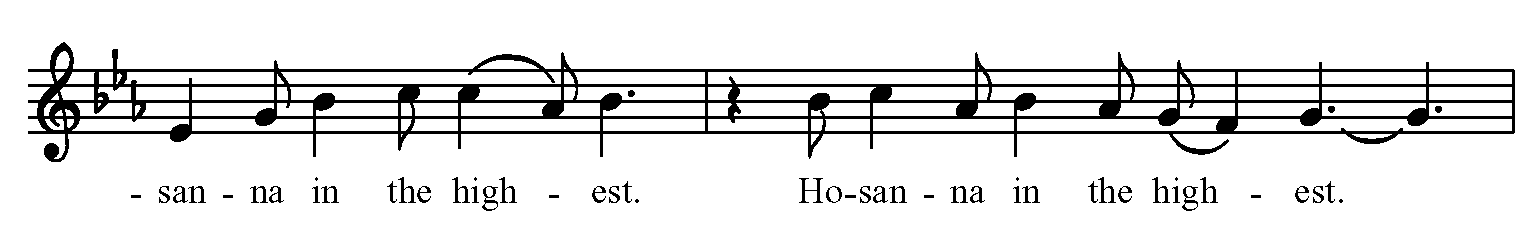 - san - na in the high - est. Ho-san - na in the high - est.